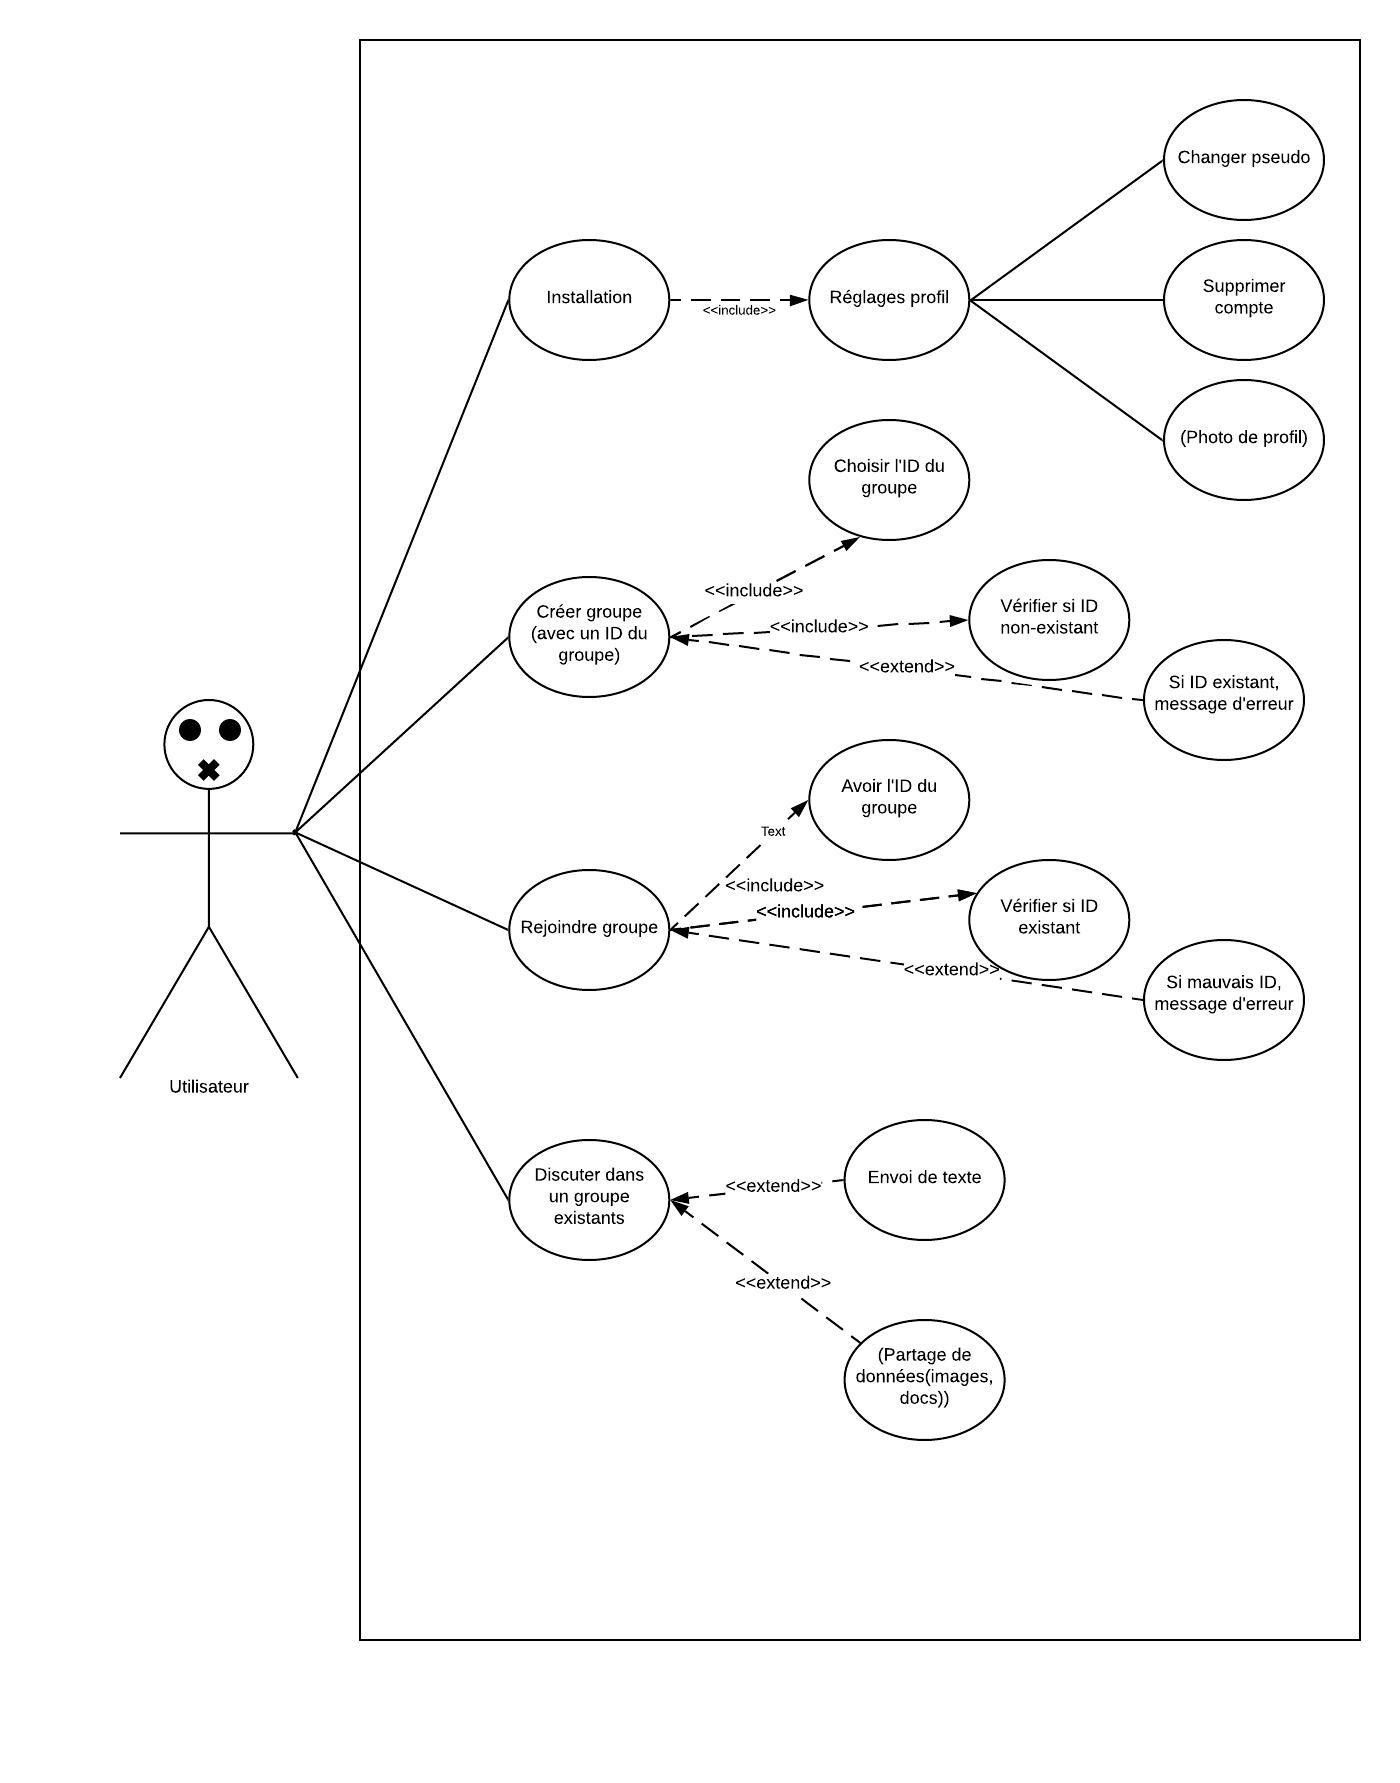 Changer pseudo
Installation
<<include>>
Réglages profil
Supprimer
compte
(Photo de profil)
Choisir l'ID du
groupe
Créer groupe
(avec un ID du
groupe)
<<include>>
<<include>>
<<extend>>
Vérifier si ID
non-existant
Si ID existant,
message d'erreur
Avoir l'ID du
groupe
Text
<<include>>
<<include>>
Rejoindre groupe
Vérifier si ID
existant
<<extend>>
Si mauvais ID,
message d'erreur
Utilisateur
Discuter dans
un groupe
existants
<<extend>>
Envoi de texte
<<extend>>
(Partage de
données(images,
docs))